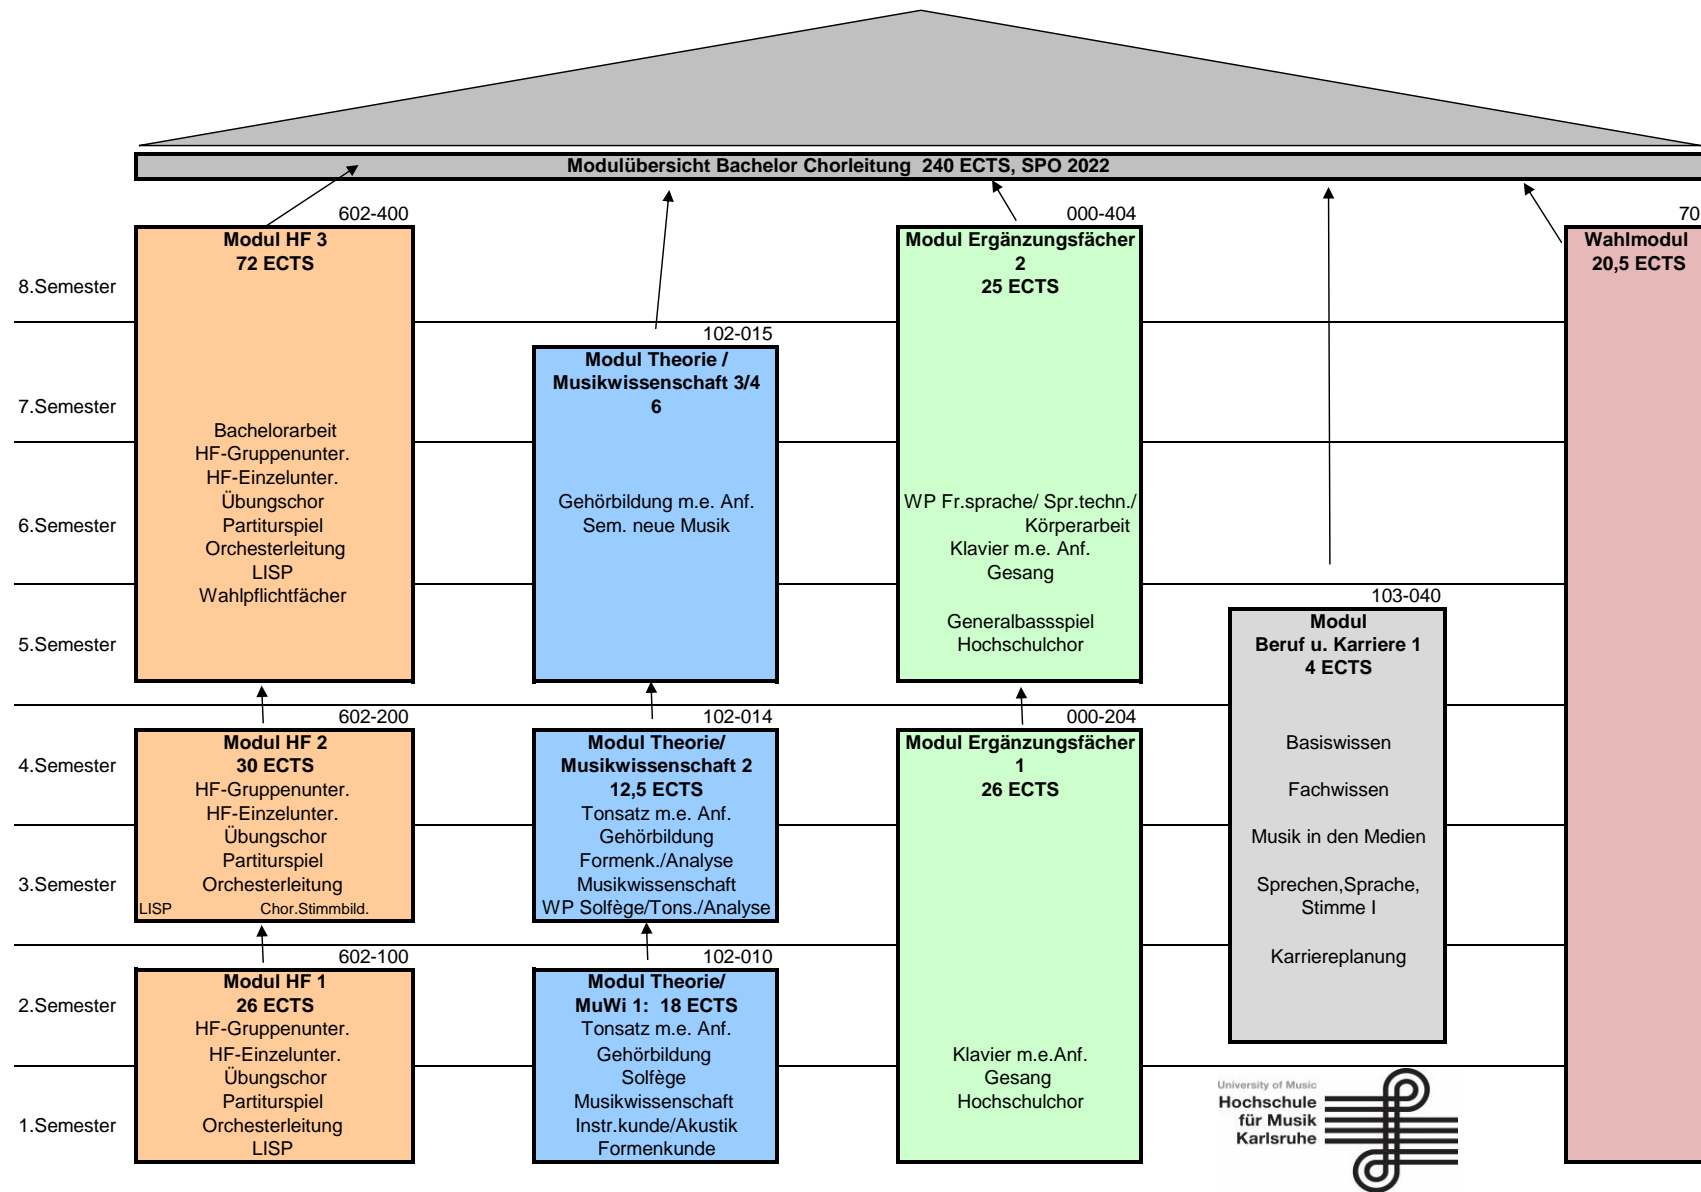 Modulübersicht Bachelor Chorleitung 240 ECTS, SPO 2022
602-400
Modul HF 3
72 ECTS
Bachelorarbeit
HF-Gruppenunter.
HF-Einzelunter.
Übungschor
Partiturspiel
Orchesterleitung
LISP
Wahlpflichtfächer
102-015
Modul Theorie /
Musikwissenschaft 3/4
6
Gehörbildung m.e. Anf.
Sem. neue Musik
000-404
Modul Ergänzungsfächer
2
25 ECTS
WP Fr.sprache/ Spr.techn./
Körperarbeit
Klavier m.e. Anf.
Gesang
Generalbassspiel
Hochschulchor
70
Wahlmodul
20,5 ECTS
8.Semester
7.Semester
6.Semester
5.Semester
103-040
Modul
Beruf u. Karriere 1
4 ECTS
Basiswissen
Fachwissen
Musik in den Medien
Sprechen,Sprache,
Stimme I
Karriereplanung
602-200
Modul HF 2
30 ECTS
HF-Gruppenunter.
HF-Einzelunter.
Übungschor
Partiturspiel
Orchesterleitung
LISP Chor.Stimmbild.
102-014
Modul Theorie/
Musikwissenschaft 2
12,5 ECTS
Tonsatz m.e. Anf.
Gehörbildung
Formenk./Analyse
Musikwissenschaft
WP Solfège/Tons./Analyse
000-204
Modul Ergänzungsfächer
1
26 ECTS
Klavier m.e.Anf.
Gesang
Hochschulchor
4.Semester
3.Semester
602-100
Modul HF 1
26 ECTS
HF-Gruppenunter.
HF-Einzelunter.
Übungschor
Partiturspiel
Orchesterleitung
LISP
102-010
Modul Theorie/
MuWi 1: 18 ECTS
Tonsatz m.e. Anf.
Gehörbildung
Solfège
Musikwissenschaft
Instr.kunde/Akustik
Formenkunde
2.Semester
1.Semester
University of Music
Hochschule
für Musik
Karlsruhe